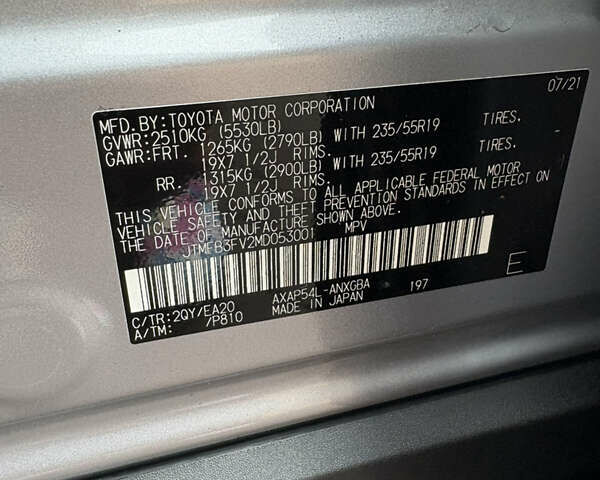 MFD.BY:TOYOTA MOTOR CORPORATION 07/21
GVWR:2510KG (5530LB)
GAWR:FRT. 1265KG (2790LB) WITH 235/55R19 TIRES.
19X7 1/2J RIMS.
RR. 1315KG (2900LB) WITH 235/55R19 TIRES.
19X7 1/2J RIMS.
THIS VEHICLE CONFORMS TO ALL APPLICABLE FEDERAL MOTOR
VEHICLE SAFETY AND THEFT PREVENTION STANDARDS IN EFFECT ON
THE DATE OF MANUFACTURE SHOWN ABOVE.
JTMFB3FV2MD053001 MPV
C/TR:2QY/EA20 AXAP54L-ANXGBA 197
A/TM: /P810 MADE IN JAPAN
E